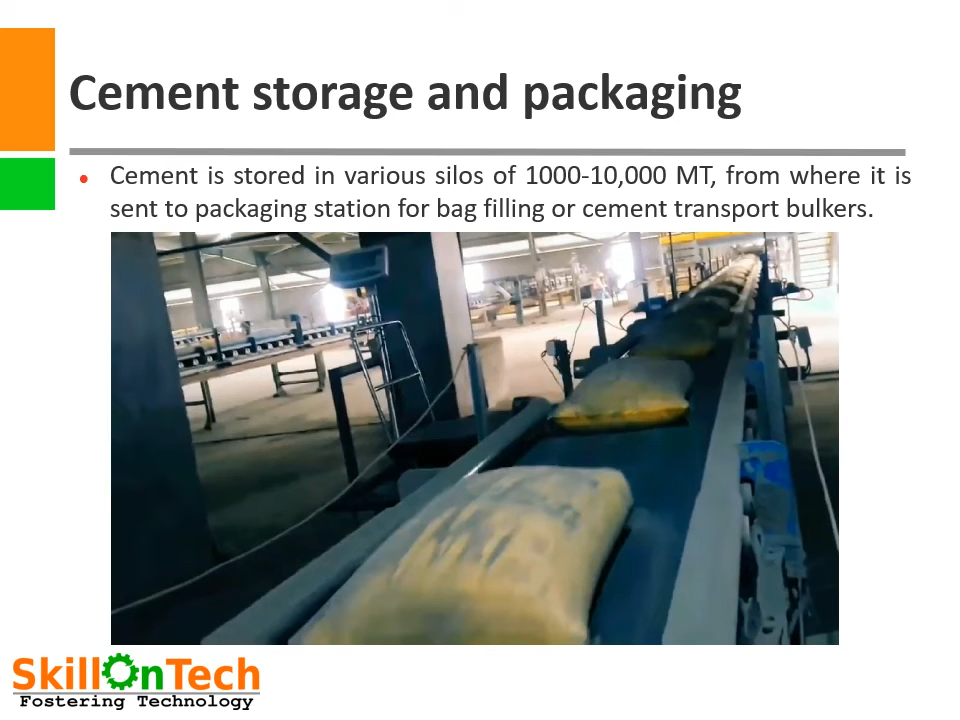 Cement storage and packaging
Cement is stored in various silos of 1000-10,000 MT, from where it is
sent to packaging station for bag filling or cement transport bulkers.
SkillOnTech
Fostering Technology